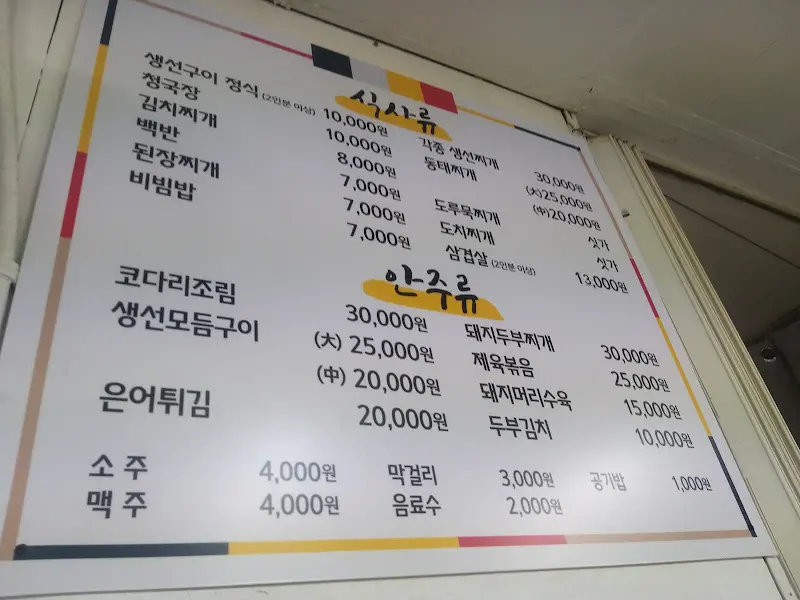 식사류
생선구이 정식 (2인분 이상) 10,000원
청국장 10,000원
김치찌개 8,000원
백반 7,000원
된장찌개 7,000원
비빔밥 7,000원
각종 생선찌개 30,000원
동태찌개 (大)25,000원
(中)20,000원
도루묵찌개 싯가
도치찌개 싯가
삼겹살 (2인분 이상) 13,000원
안주류
코다리조림 30,000원
생선모듬구이 (大) 25,000원
(中) 20,000원
은어튀김 20,000원
돼지두부찌개 30,000원
제육볶음 25,000원
돼지머리수육 15,000원
두부김치 10,000원
소 주 4,000원 막걸리 3,000원 공기밥 1,000원
맥 주 4,000원 음료수 2,000원